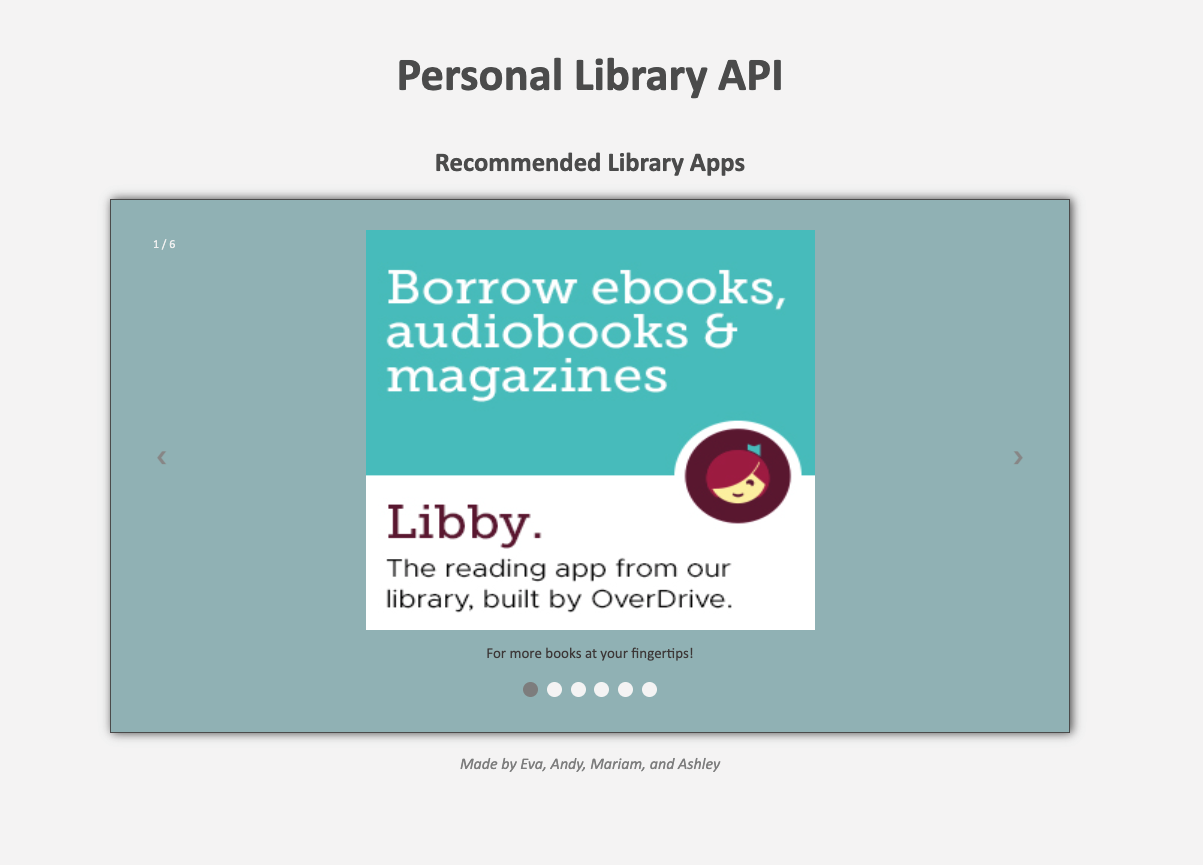 Personal Library API
Recommended Library Apps
1 / 6
Borrow ebooks,
audiobooks &
magazines
Libby.
The reading app from our
library, built by OverDrive.
‹
›
For more books at your fingertips!
Made by Eva, Andy, Mariam, and Ashley